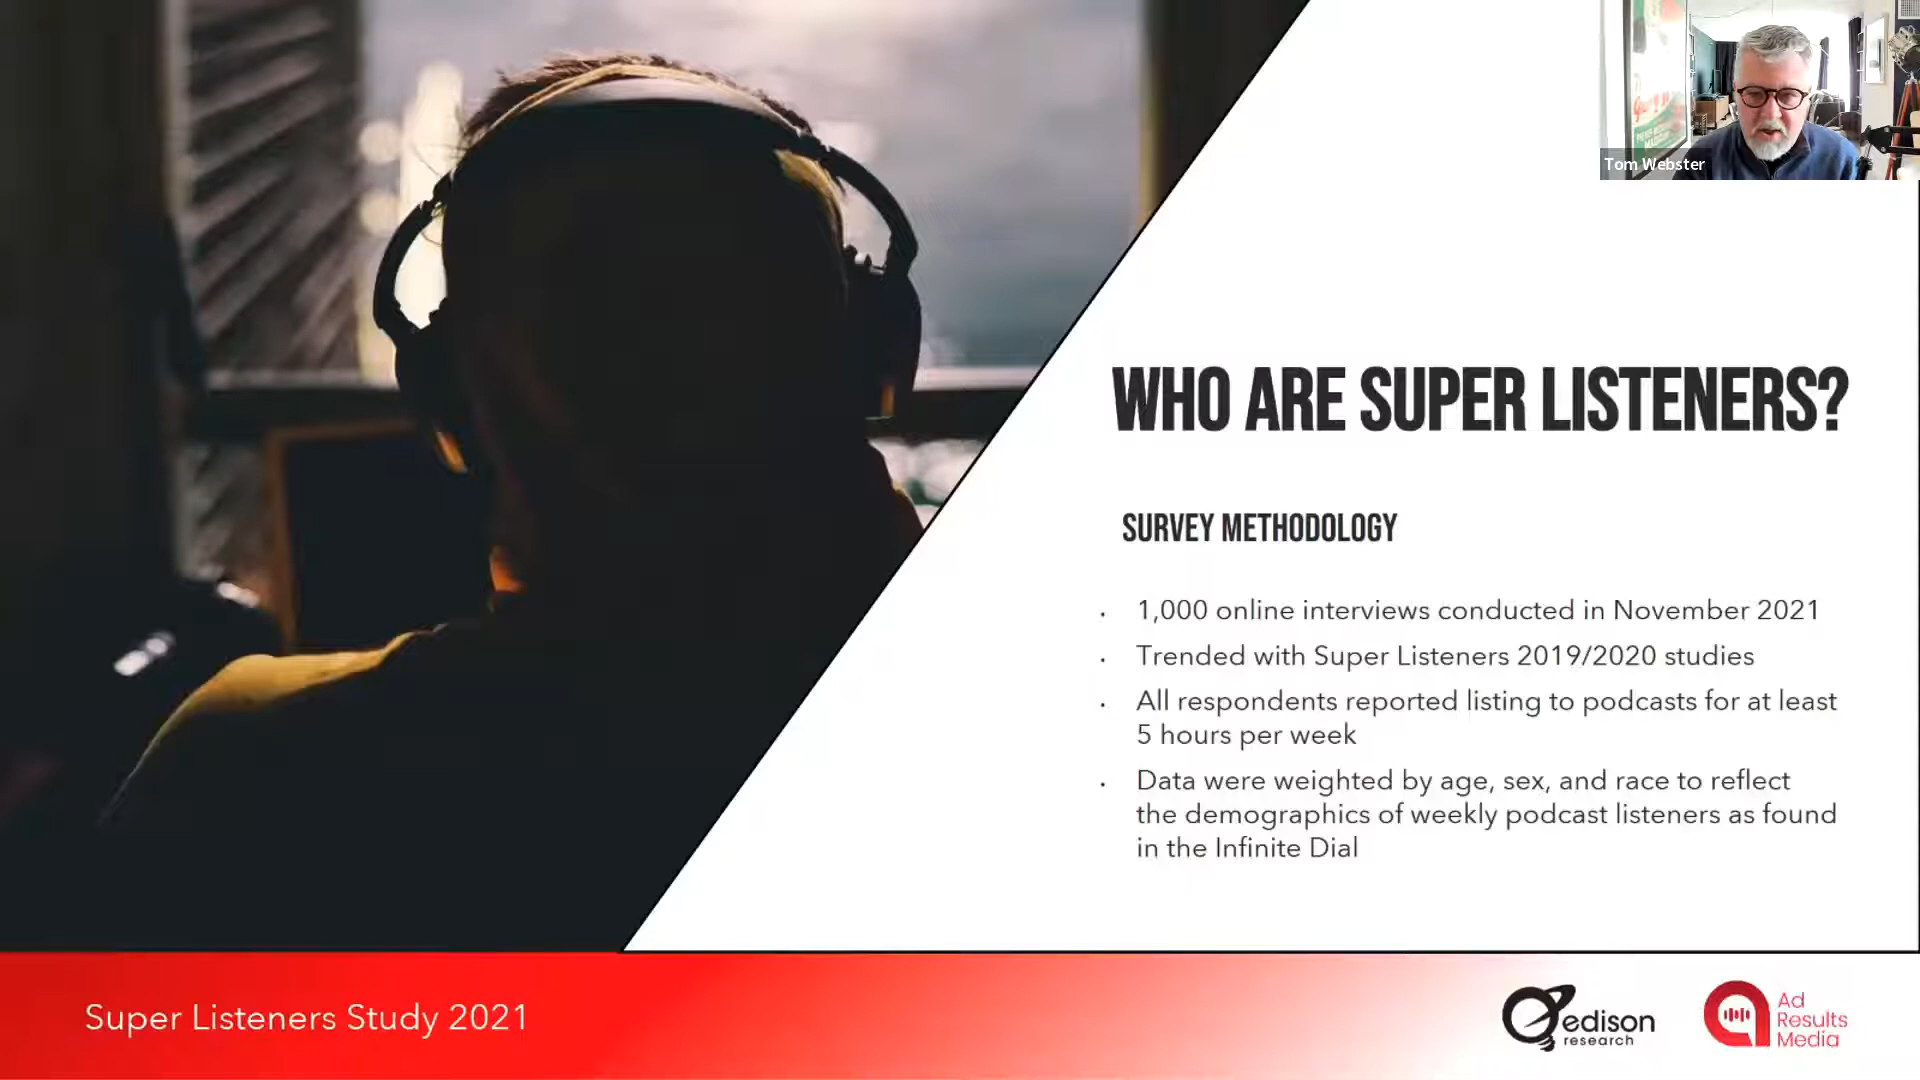 Tom Webster
WHO ARE SUPER LISTENERS?
SURVEY METHODOLOGY
• 1,000 online interviews conducted in November 2021
• Trended with Super Listeners 2019/2020 studies
• All respondents reported listing to podcasts for at least
5 hours per week
• Data were weighted by age, sex, and race to reflect
the demographics of weekly podcast listeners as found
in the Infinite Dial
Super Listeners Study 2021
edison
research
Ad
Results
Media